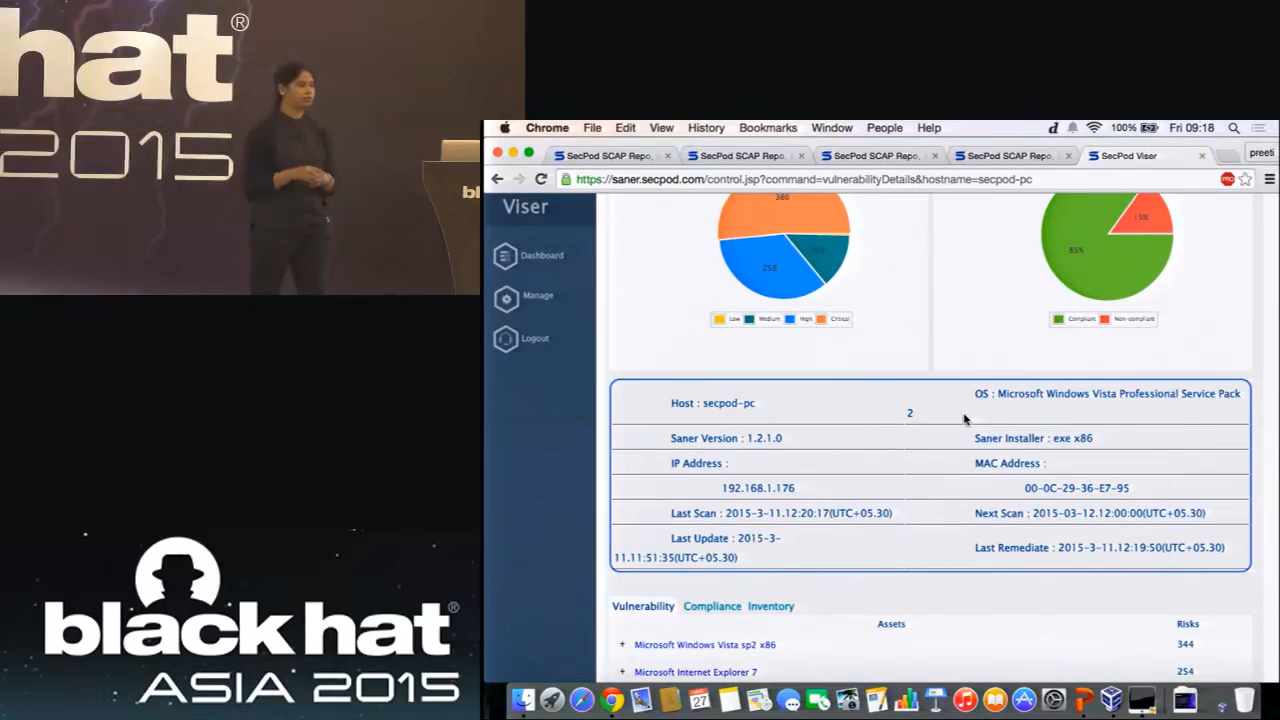 hat®
2015
bl
blackhat®
ASIA 2015
Chrome File Edit View History Bookmarks Window People Help
100% Fri 09:18
SecPod SCAP Repo,
SecPod SCAP Repo,
SecPod SCAP Repo,
SecPod SCAP Repo,
SecPod Viser
preeti
https://saner.secpod.com/control.jsp?command=vulnerabilityDetails&hostname=secpod-pc
Viser
Dashboard
Manage
Logout
386
258
Low Medium High Critical
85%
15%
Compliant Non-compliant
Host : secpod-pc
OS : Microsoft Windows Vista Professional Service Pack
2
Saner Version : 1.2.1.0
Saner Installer : exe x86
IP Address :
MAC Address :
192.168.1.176
00-0C-29-36-E7-95
Last Scan : 2015-3-11.12:20:17(UTC+05.30)
Next Scan : 2015-03-12.12:00:00(UTC+05.30)
Last Update : 2015-3-
11.11:51:35(UTC+05.30)
Last Remediate : 2015-3-11.12:19:50(UTC+05.30)
Vulnerability Compliance Inventory
Assets Risks
+ Microsoft Windows Vista sp2 x86 344
+ Microsoft Internet Explorer 7 254
27